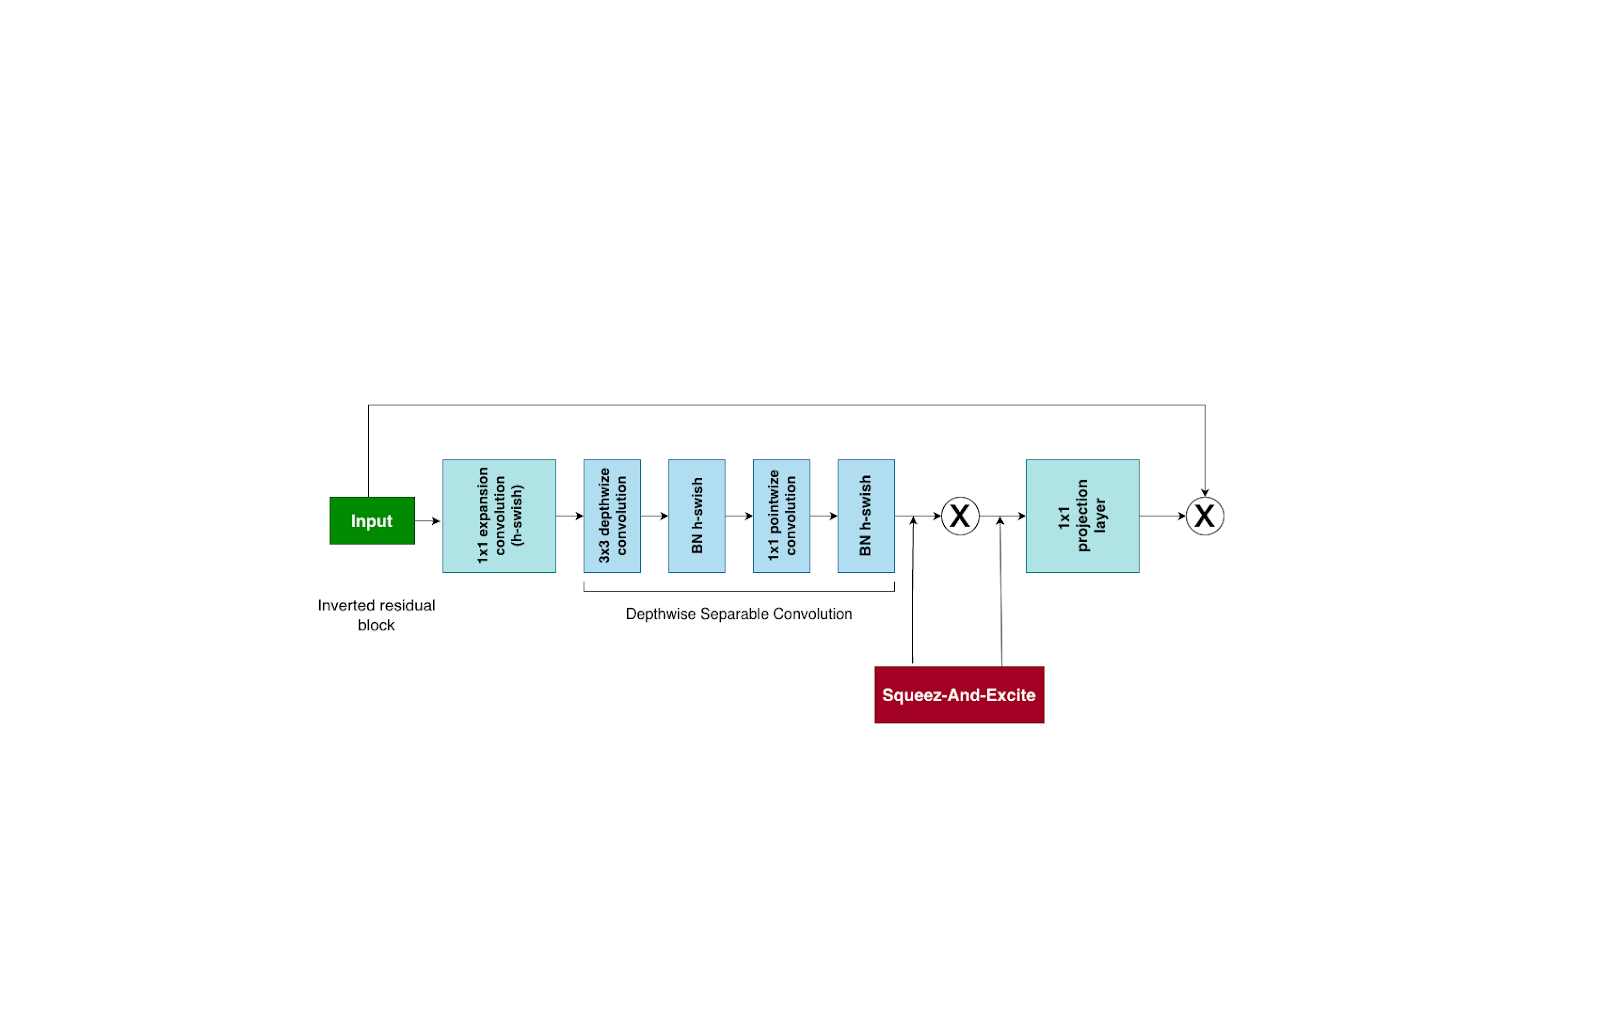 Input
1x1 expansion
convolution
(h-swish)
3x3 depthwize
convolution
BN h-swish
1x1 pointwize
convolution
BN h-swish
X
1x1
projection
layer
X
Inverted residual
block
Depthwise Separable Convolution
Squeez-And-Excite